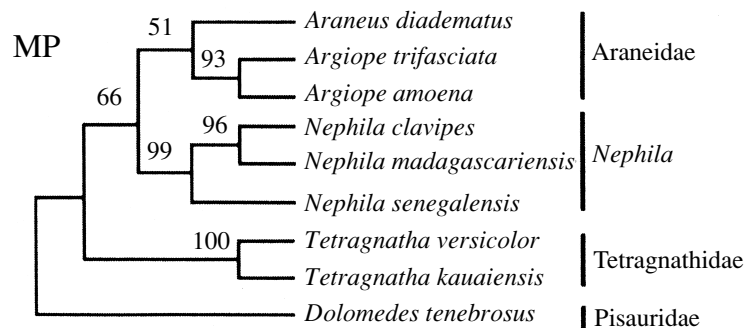 MP
51
Araneus diadematus
93
Argiope trifasciata
Araneidae
66
Argiope amoena
96
Nephila clavipes
99
Nephila madagascariensis
Nephila
Nephila senegalensis
100
Tetragnatha versicolor
Tetragnathidae
Tetragnatha kauaiensis
Dolomedes tenebrosus
Pisauridae